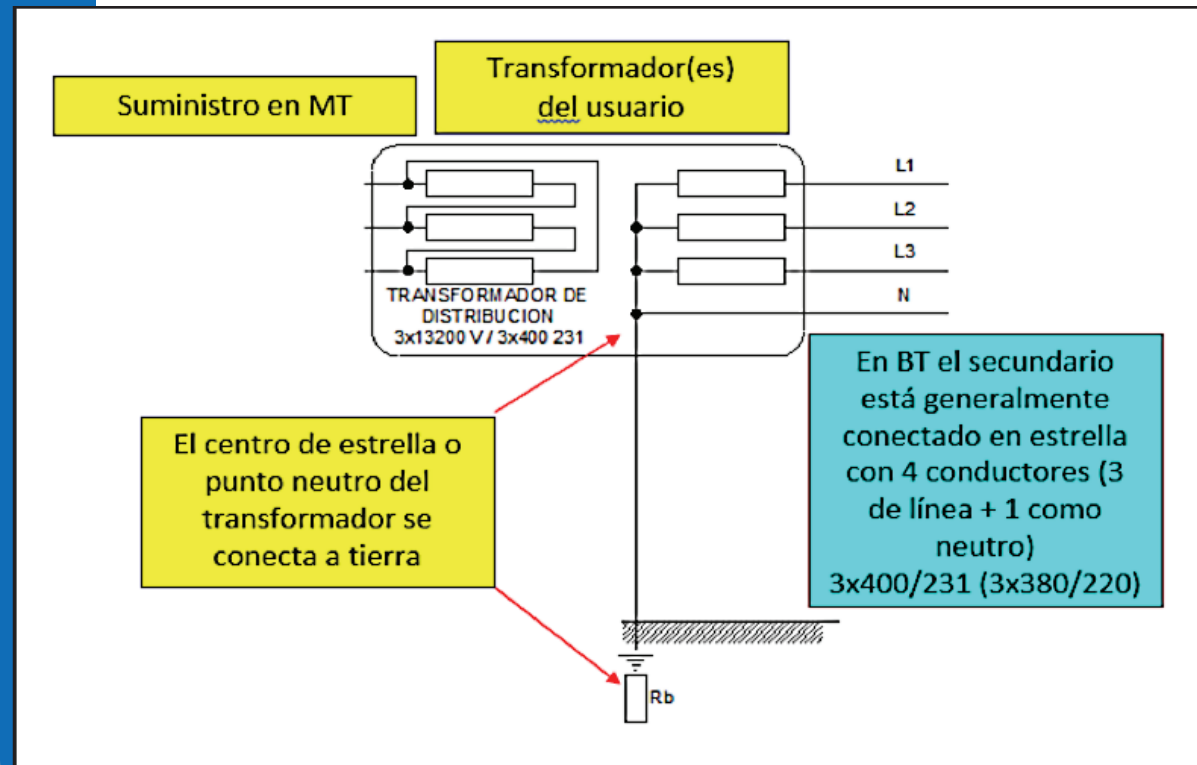 Suministro en MT
Transformador(es)
del usuario
L1
L2
L3
N
TRANSFORMADOR DE
DISTRIBUCION
3x13200 V / 3x400 231
El centro de estrella o
punto neutro del
transformador se
conecta a tierra
En BT el secundario
está generalmente
conectado en estrella
con 4 conductores (3
de línea + 1 como
neutro)
3x400/231 (3x380/220)
Rb